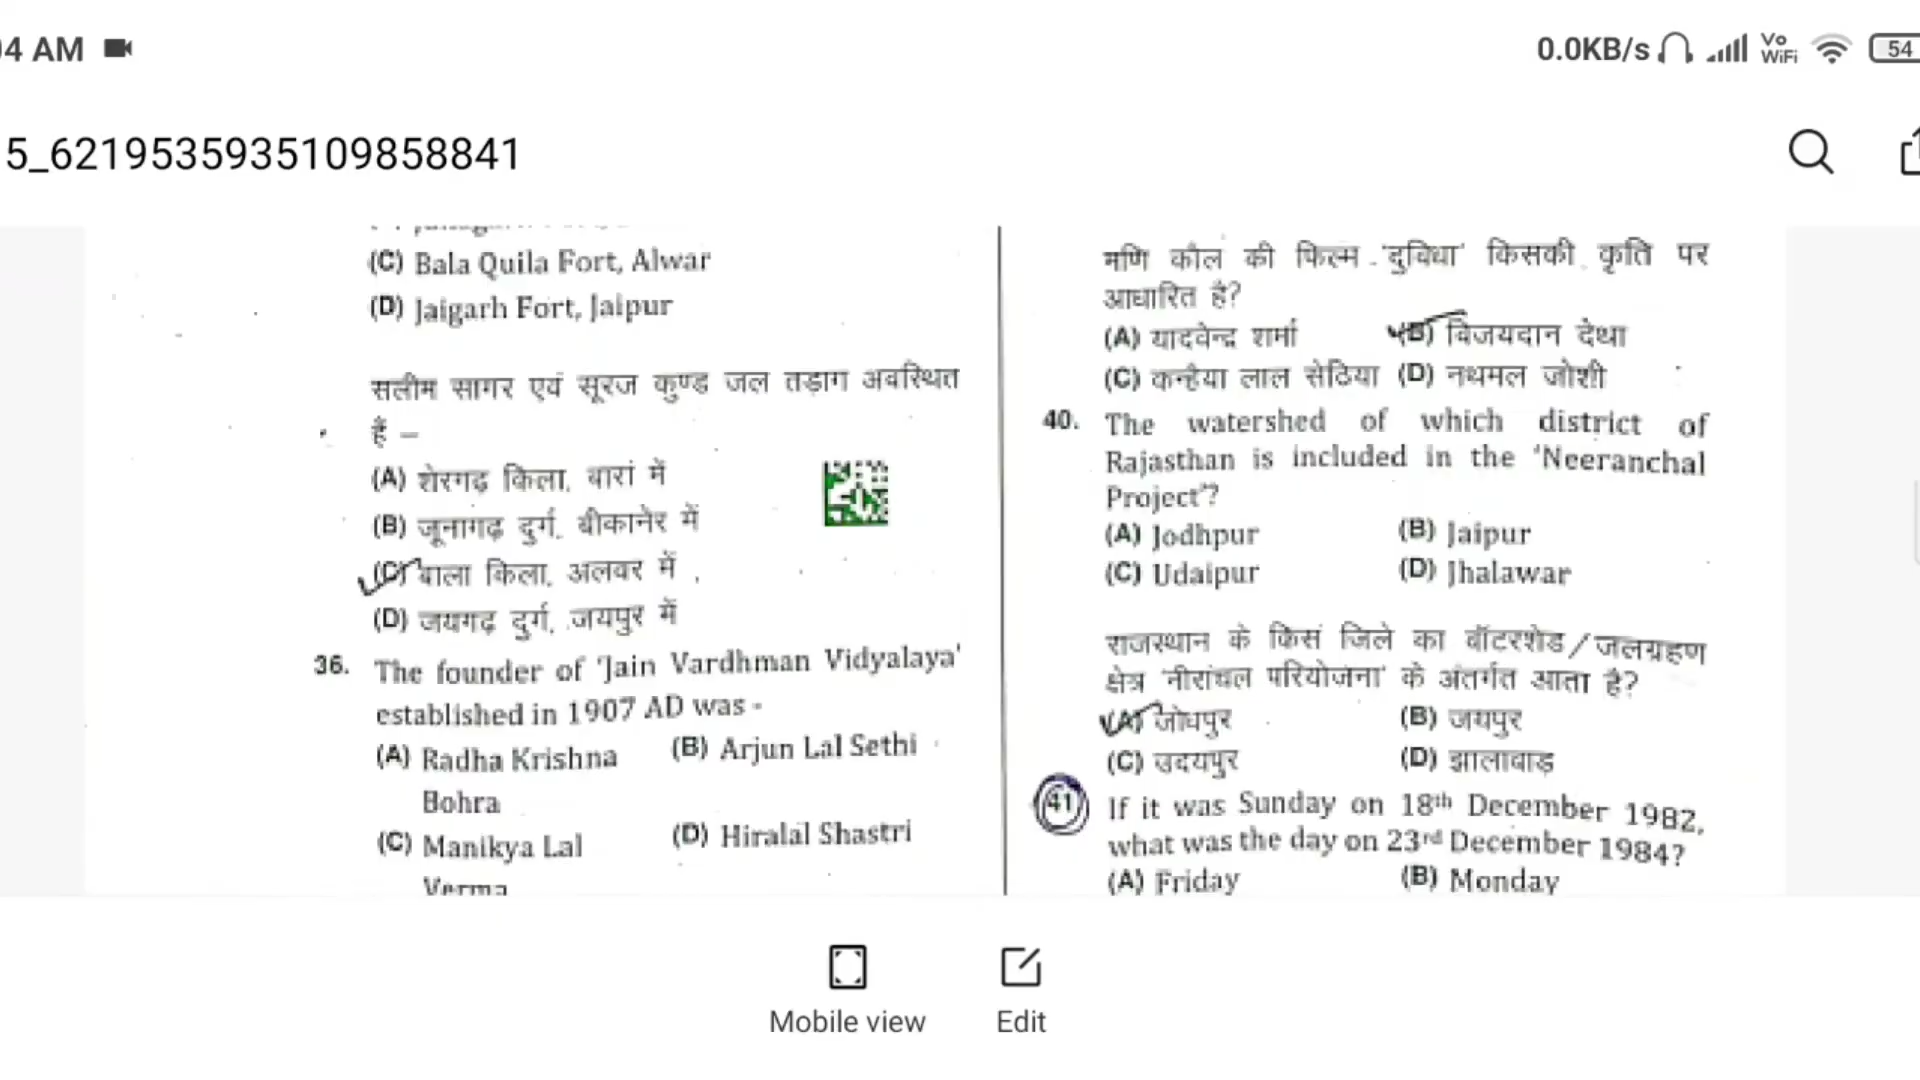 04 AM
0.0KB/s Vo WiFi 54
5_6219535935109858841
(C) Bala Quila Fort, Alwar
(D) Jaigarh Fort, Jaipur
सलीम सागर एवं सूरज कुण्ड जल तड़ाग अवस्थित
हैं –
(A) शेरगढ़ किला, बारां में
(B) जूनागढ़ दुर्ग, बीकानेर में
(C) बाला किला, अलवर में
(D) जयगढ़ दुर्ग, जयपुर में
36. The founder of 'Jain Vardhman Vidyalaya'
established in 1907 AD was -
(A) Radha Krishna (B) Arjun Lal Sethi
Bohra
(C) Manikya Lal (D) Hiralal Shastri
Verma
मणि कौल की फिल्म 'दुविधा' किसकी कृति पर
आधारित है?
(A) यादवेन्द्र शर्मा (B) विजयदान देथा
(C) कन्हैया लाल सेठिया (D) नथमल जोशी
40. The watershed of which district of
Rajasthan is included in the 'Neeranchal
Project'?
(A) Jodhpur (B) Jaipur
(C) Udaipur (D) Jhalawar
राजस्थान के किस जिले का वॉटरशेड/जलग्रहण
क्षेत्र 'नीरांचल परियोजना' के अंतर्गत आता है?
(A) जोधपुर (B) जयपुर
(C) उदयपुर (D) झालावाड़
41 If it was Sunday on 18th December 1982,
what was the day on 23rd December 1984?
(A) Friday (B) Monday
Mobile view Edit